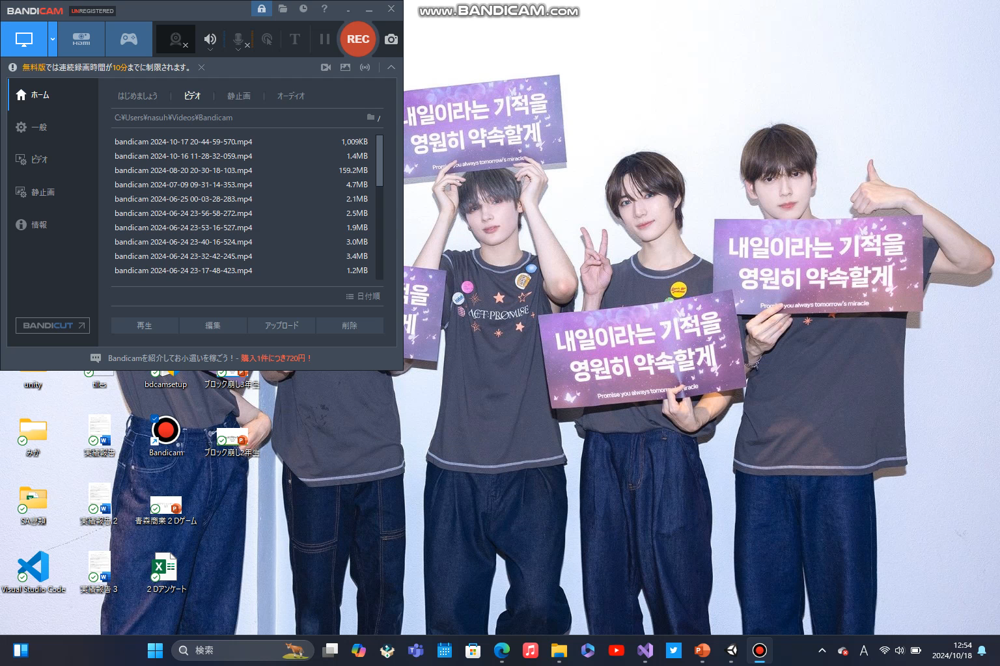 BANDICAM UNREGISTERED
www.BANDICAM.com
HDMI
REC
無料版では連続録画時間が10分までに制限されます。
ホーム
一般
ビデオ
静止画
情報
BANDICUT
はじめましょう
ビデオ
静止画
オーディオ
C:¥Users¥nasuh¥Videos¥Bandicam
bandicam 2024-10-17 20-44-59-570.mp4 1,009KB
bandicam 2024-10-16 11-28-32-059.mp4 1.4MB
bandicam 2024-08-20 20-30-18-103.mp4 159.2MB
bandicam 2024-07-09 09-31-14-353.mp4 4.7MB
bandicam 2024-06-25 00-03-28-283.mp4 2.1MB
bandicam 2024-06-24 23-56-58-272.mp4 2.5MB
bandicam 2024-06-24 23-53-16-527.mp4 1.9MB
bandicam 2024-06-24 23-40-16-524.mp4 3.0MB
bandicam 2024-06-24 23-32-42-245.mp4 3.4MB
bandicam 2024-06-24 23-17-48-423.mp4 1.2MB
日付順
再生 編集 アップロード 削除
Bandicamを紹介してお小遣いを稼ごう！- 購入1件につき720円！
내일이라는 기적을
영원히 약속할게
Promise you always tomorrow's miracle
내일이라는 기적을
영원히 약속할게
Promise you always tomorrow's miracle
ACT : PROMISE
내일이라는 기적을
영원히 약속할게
Promise you always tomorrow's miracle
unity
tiles
bdcamsetup
ブロック崩し3年生
みか
実績報告
Bandicam
ブロック崩し2年生
SA書類
実績報告 2
青森商業２Dゲーム
Visual Studio Code
実績報告 3
２Dアンケート
検索
A
12:54
2024/10/18